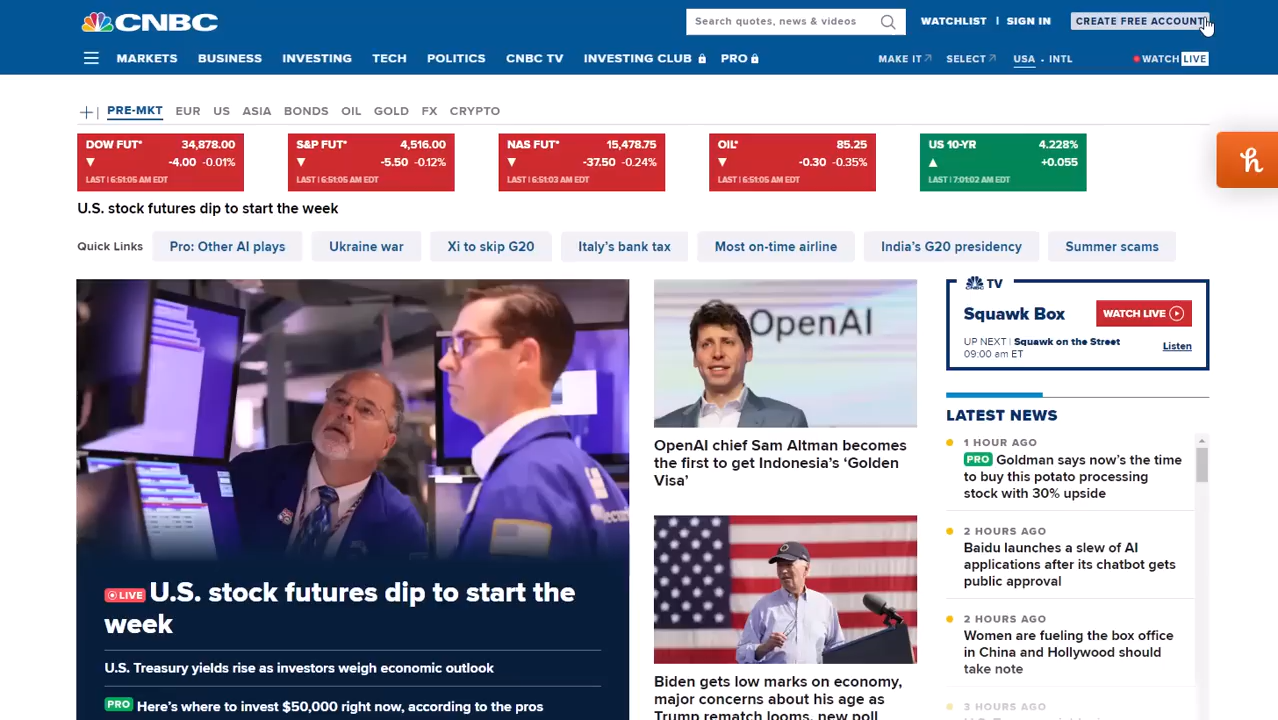 CNBC
Search quotes, news & videos
WATCHLIST | SIGN IN
CREATE FREE ACCOUNT
MARKETS BUSINESS INVESTING TECH POLITICS CNBC TV INVESTING CLUB PRO
MAKE IT SELECT USA • INTL WATCH LIVE
PRE-MKT EUR US ASIA BONDS OIL GOLD FX CRYPTO
DOW FUT* 34,878.00
-4.00 -0.01%
LAST | 6:51:05 AM EDT
S&P FUT* 4,516.00
-5.50 -0.12%
LAST | 6:51:05 AM EDT
NAS FUT* 15,478.75
-37.50 -0.24%
LAST | 6:51:03 AM EDT
OIL* 85.25
-0.30 -0.35%
LAST | 6:51:05 AM EDT
US 10-YR 4.228%
+0.055
LAST | 7:01:02 AM EDT
U.S. stock futures dip to start the week
Quick Links Pro: Other AI plays Ukraine war Xi to skip G20 Italy's bank tax Most on-time airline India's G20 presidency Summer scams
LIVE U.S. stock futures dip to start the
week
U.S. Treasury yields rise as investors weigh economic outlook
PRO Here's where to invest $50,000 right now, according to the pros
OpenAI
OpenAI chief Sam Altman becomes
the first to get Indonesia's 'Golden
Visa'
Biden gets low marks on economy,
major concerns about his age as
Trump rematch looms, new poll
CNBC TV
Squawk Box
WATCH LIVE
UP NEXT | Squawk on the Street
09:00 am ET
Listen
LATEST NEWS
1 HOUR AGO
PRO Goldman says now's the time
to buy this potato processing
stock with 30% upside
2 HOURS AGO
Baidu launches a slew of AI
applications after its chatbot gets
public approval
2 HOURS AGO
Women are fueling the box office
in China and Hollywood should
take note
3 HOURS AGO